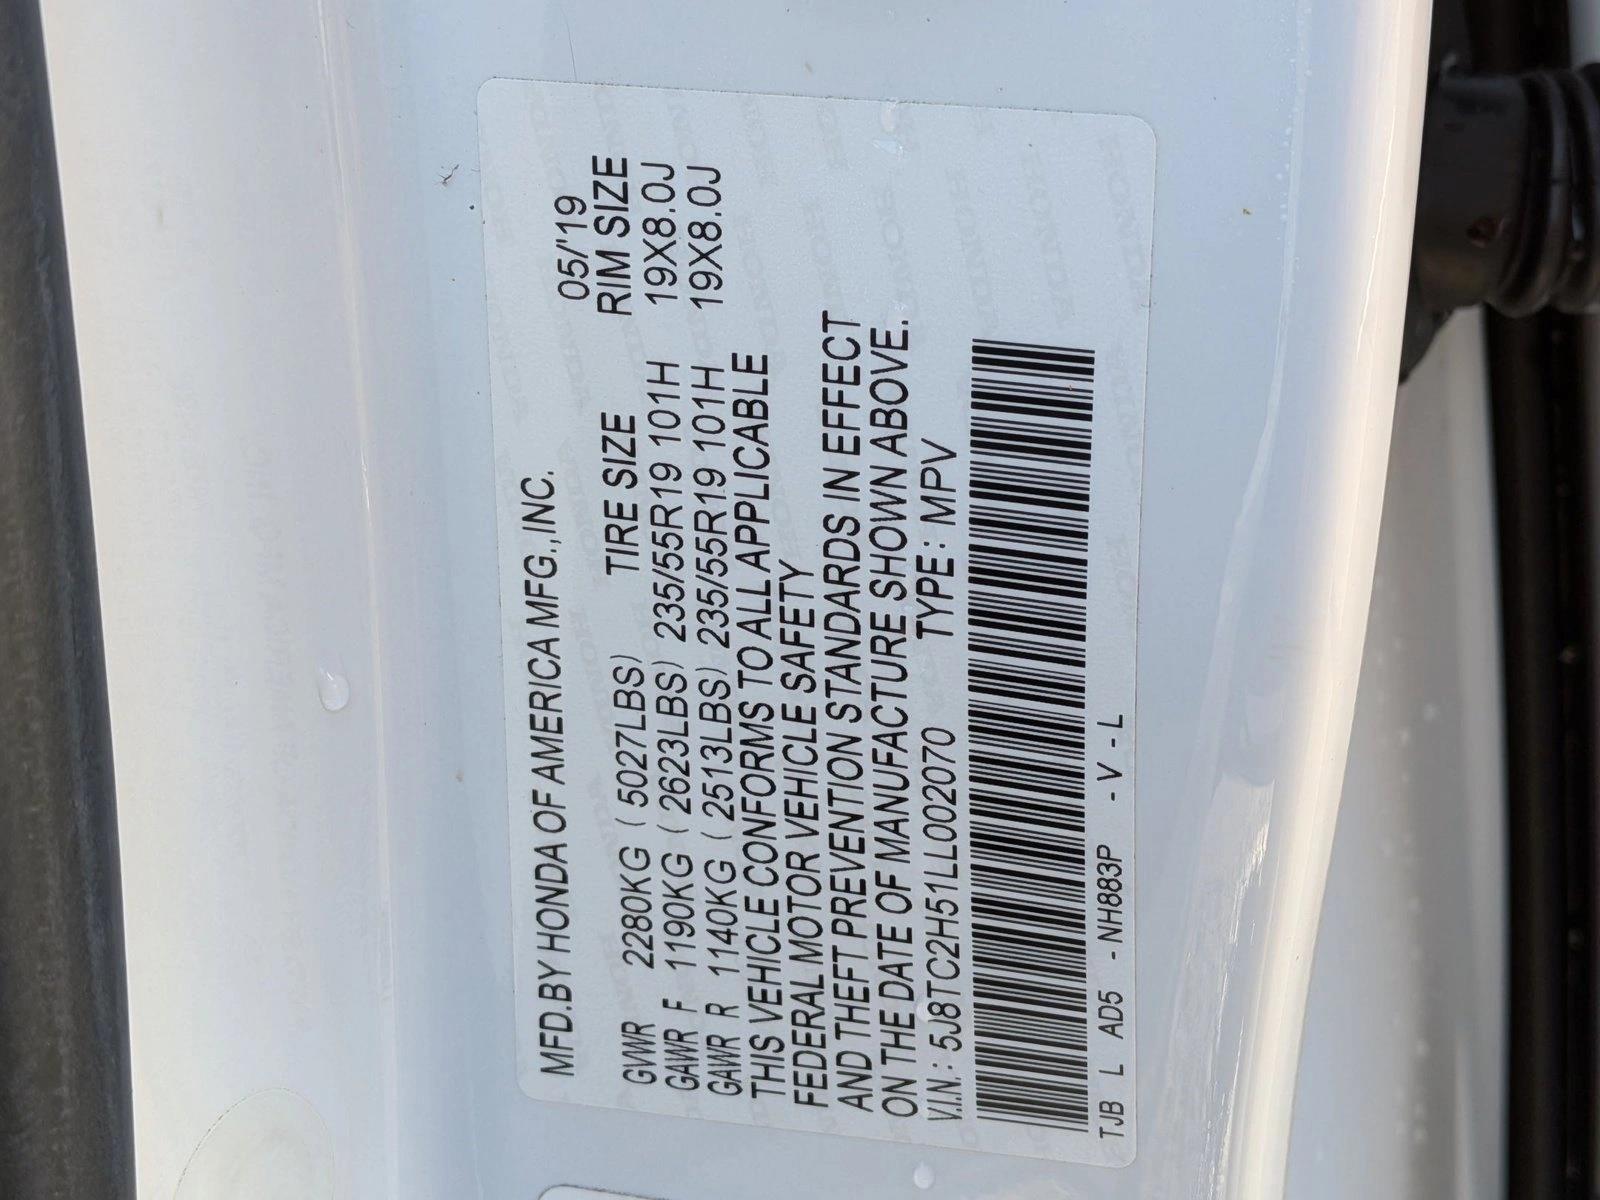 MFD.BY HONDA OF AMERICA MFG.,INC.
05/'19
GVWR 2280KG ( 5027LBS) TIRE SIZE RIM SIZE
GAWR F 1190KG ( 2623LBS) 235/55R19 101H 19X8.0J
GAWR R 1140KG ( 2513LBS) 235/55R19 101H 19X8.0J
THIS VEHICLE CONFORMS TO ALL APPLICABLE
FEDERAL MOTOR VEHICLE SAFETY
AND THEFT PREVENTION STANDARDS IN EFFECT
ON THE DATE OF MANUFACTURE SHOWN ABOVE.
V.I.N.: 5J8TC2H51LL002070 TYPE : MPV
TJB L AD5 - NH883P - V - L